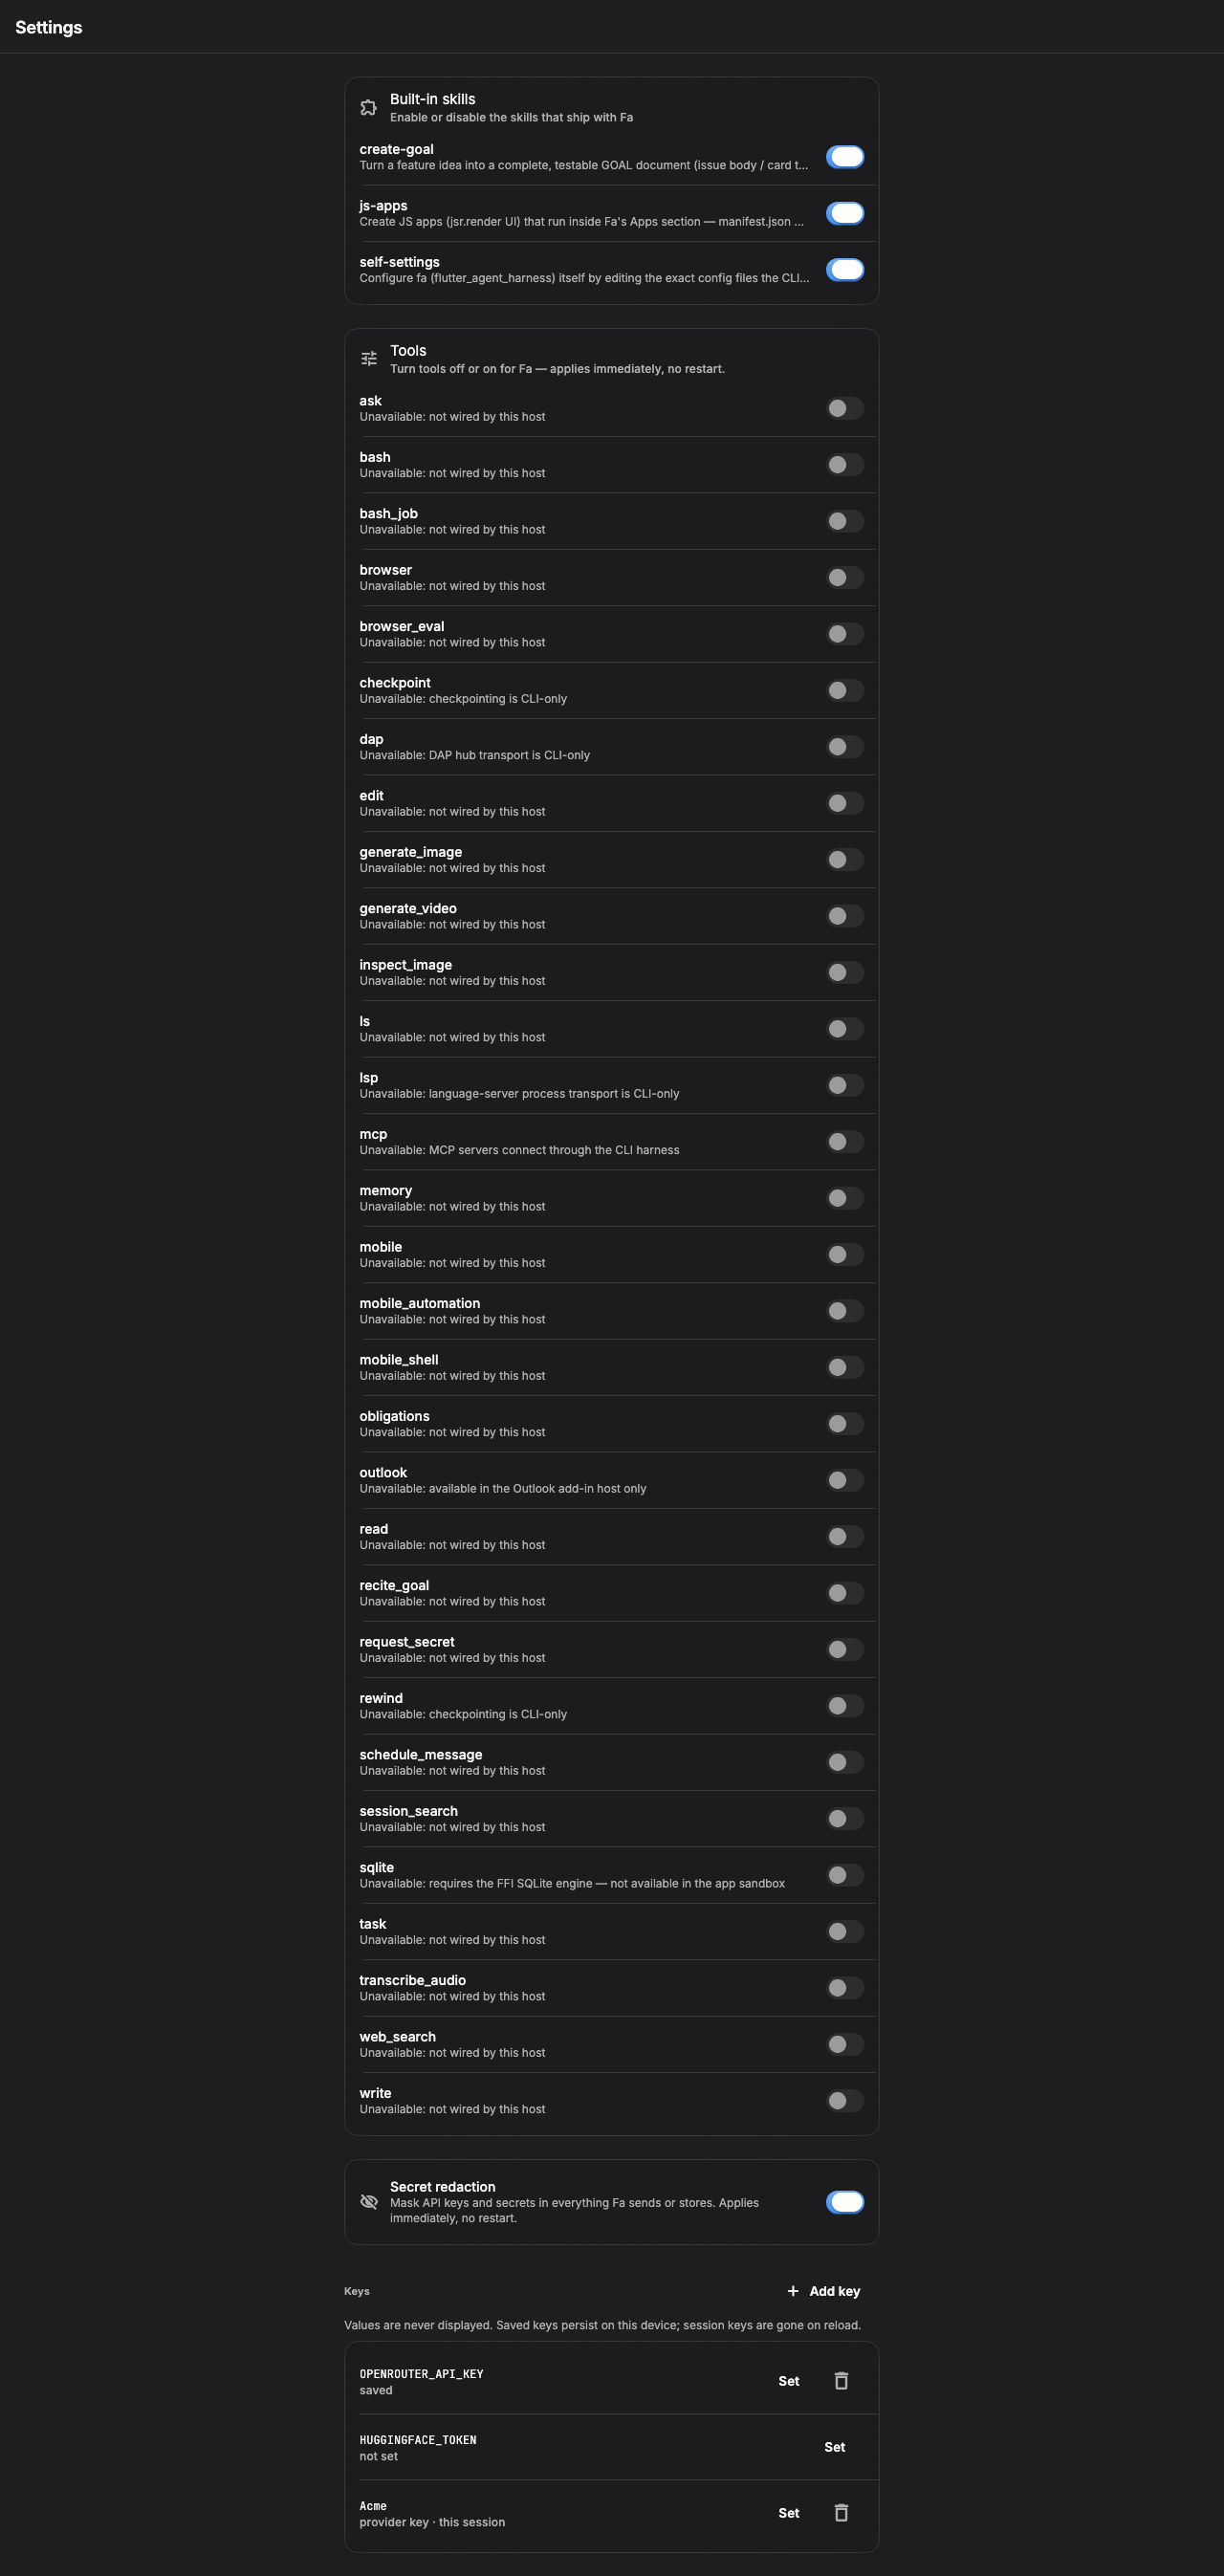 Settings
Built-in skills
Enable or disable the skills that ship with Fa
create-goal
Turn a feature idea into a complete, testable GOAL document (issue body / card t...
js-apps
Create JS apps (jsr.render UI) that run inside Fa's Apps section — manifest.json ...
self-settings
Configure fa (flutter_agent_harness) itself by editing the exact config files the CLI...
Tools
Turn tools off or on for Fa — applies immediately, no restart.
ask
Unavailable: not wired by this host
bash
Unavailable: not wired by this host
bash_job
Unavailable: not wired by this host
browser
Unavailable: not wired by this host
browser_eval
Unavailable: not wired by this host
checkpoint
Unavailable: checkpointing is CLI-only
dap
Unavailable: DAP hub transport is CLI-only
edit
Unavailable: not wired by this host
generate_image
Unavailable: not wired by this host
generate_video
Unavailable: not wired by this host
inspect_image
Unavailable: not wired by this host
ls
Unavailable: not wired by this host
lsp
Unavailable: language-server process transport is CLI-only
mcp
Unavailable: MCP servers connect through the CLI harness
memory
Unavailable: not wired by this host
mobile
Unavailable: not wired by this host
mobile_automation
Unavailable: not wired by this host
mobile_shell
Unavailable: not wired by this host
obligations
Unavailable: not wired by this host
outlook
Unavailable: available in the Outlook add-in host only
read
Unavailable: not wired by this host
recite_goal
Unavailable: not wired by this host
request_secret
Unavailable: not wired by this host
rewind
Unavailable: checkpointing is CLI-only
schedule_message
Unavailable: not wired by this host
session_search
Unavailable: not wired by this host
sqlite
Unavailable: requires the FFI SQLite engine — not available in the app sandbox
task
Unavailable: not wired by this host
transcribe_audio
Unavailable: not wired by this host
web_search
Unavailable: not wired by this host
write
Unavailable: not wired by this host
Secret redaction
Mask API keys and secrets in everything Fa sends or stores. Applies
immediately, no restart.
Keys
+ Add key
Values are never displayed. Saved keys persist on this device; session keys are gone on reload.
OPENROUTER_API_KEY
saved
Set
HUGGINGFACE_TOKEN
not set
Set
Acme
provider key · this session
Set